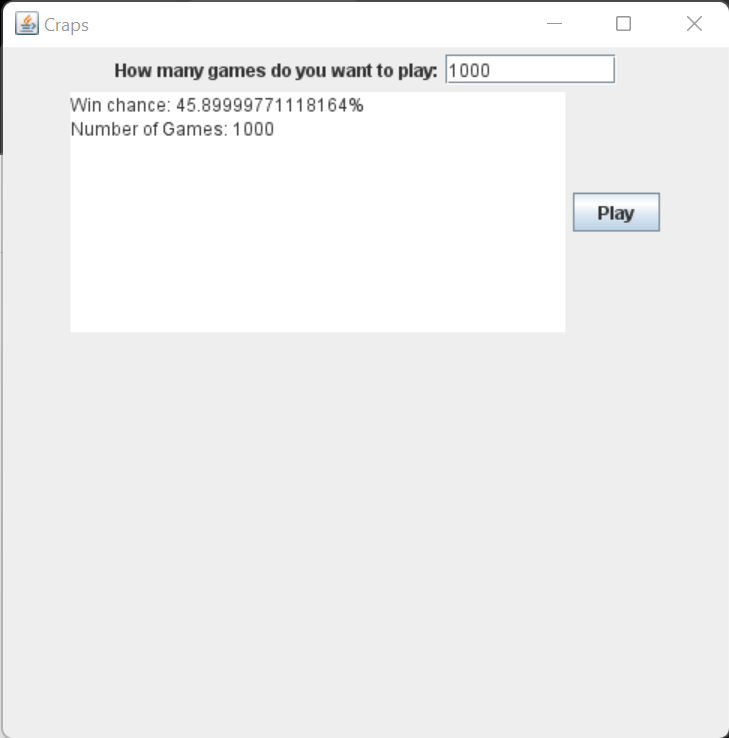 Craps
How many games do you want to play: 1000
Win chance: 45.89999771118164%
Number of Games: 1000
Play